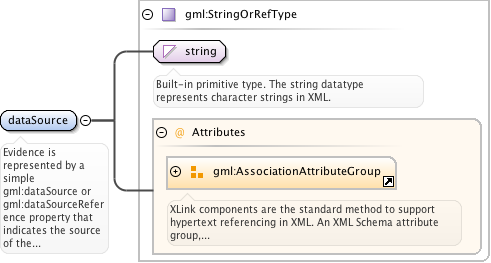 gml:StringOrRefType
string
Built-in primitive type. The string datatype
represents character strings in XML.
dataSource
Evidence is
represented by a
simple
gml:dataSource or
gml:dataSourceRefer
ence property that
indicates the source
of the...
@ Attributes
gml:AssociationAttributeGroup
XLink components are the standard method to support
hypertext referencing in XML. An XML Schema attribute
group,...